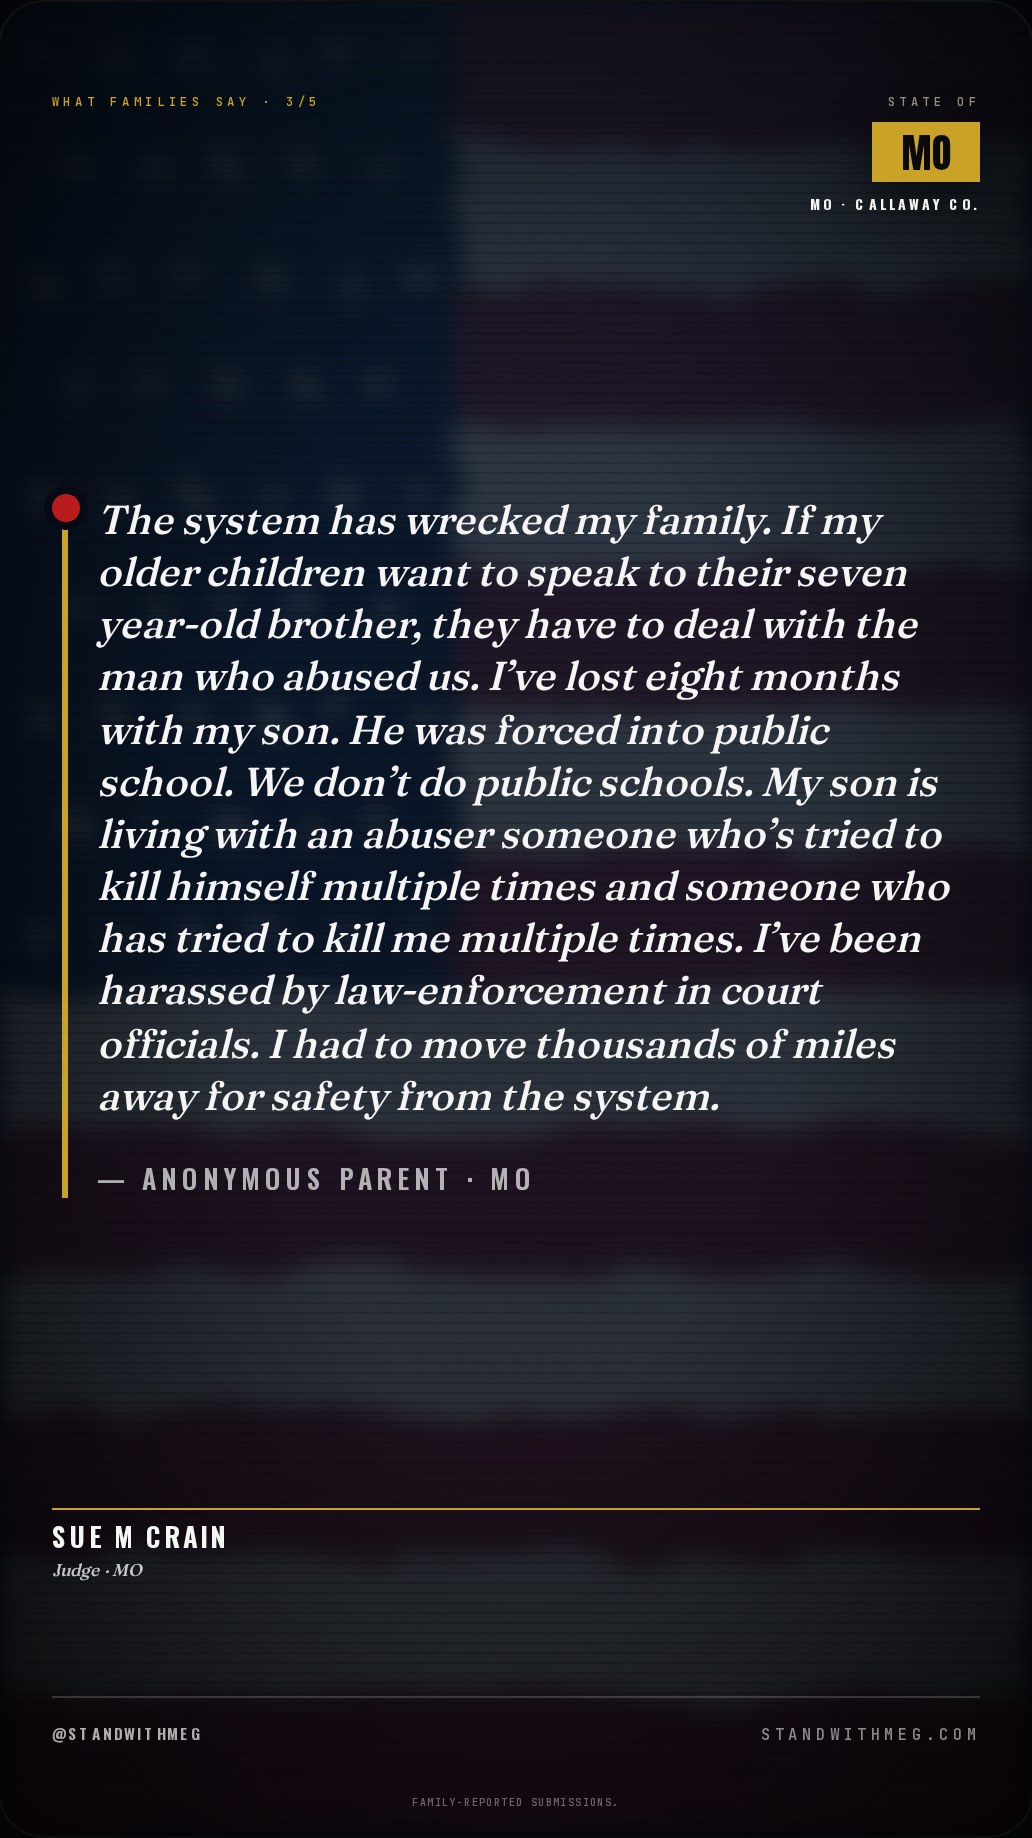 WHAT FAMILIES SAY · 3/5
STATE OF
MO
MO · CALLAWAY CO.
The system has wrecked my family. If my
older children want to speak to their seven
year-old brother, they have to deal with the
man who abused us. I’ve lost eight months
with my son. He was forced into public
school. We don’t do public schools. My son is
living with an abuser someone who’s tried to
kill himself multiple times and someone who
has tried to kill me multiple times. I’ve been
harassed by law-enforcement in court
officials. I had to move thousands of miles
away for safety from the system.
— ANONYMOUS PARENT · MO
SUE M CRAIN
Judge · MO
@STANDWITHMEG
STANDWITHMEG.COM
FAMILY-REPORTED SUBMISSIONS.